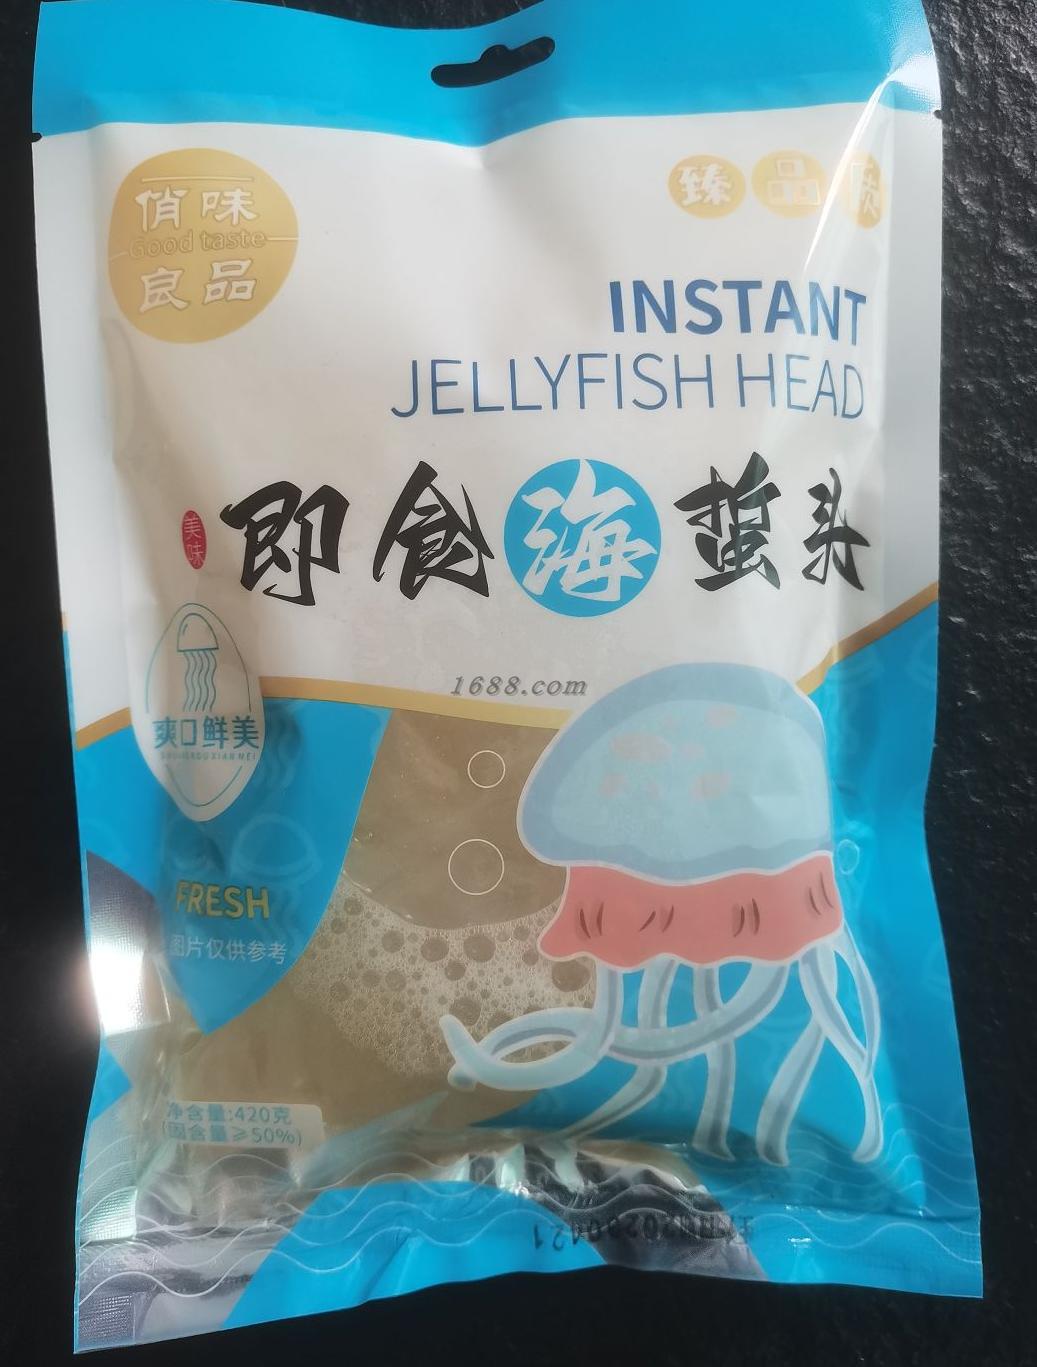 俏味
Good taste
良品
臻品质
INSTANT
JELLYFISH HEAD
美味
即食海蜇头
1688.com
爽口鲜美
SHUANGKOUXIANMEI
FRESH
图片仅供参考
净含量:420克
(固含量≥50%)